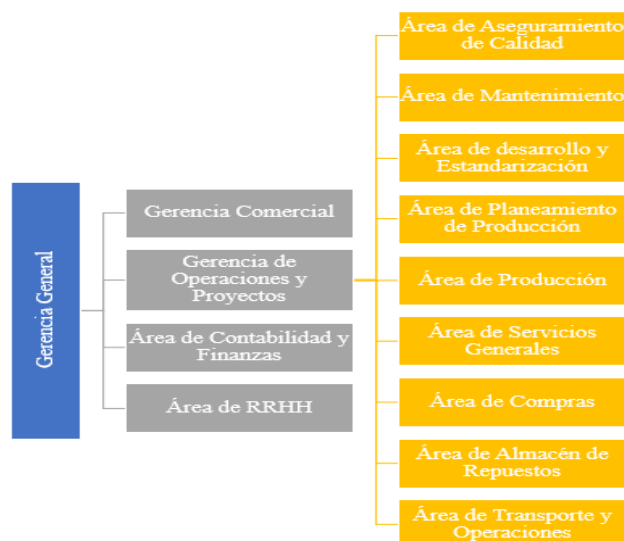 Gerencia General
Gerencia Comercial
Gerencia de
Operaciones y
Proyectos
Área de Contabilidad y
Finanzas
Área de RRHH
Área de Aseguramiento
de Calidad
Área de Mantenimiento
Área de desarrollo y
Estandarización
Área de Planeamiento
de Producción
Área de Producción
Área de Servicios
Generales
Área de Compras
Área de Almacén de
Repuestos
Área de Transporte y
Operaciones